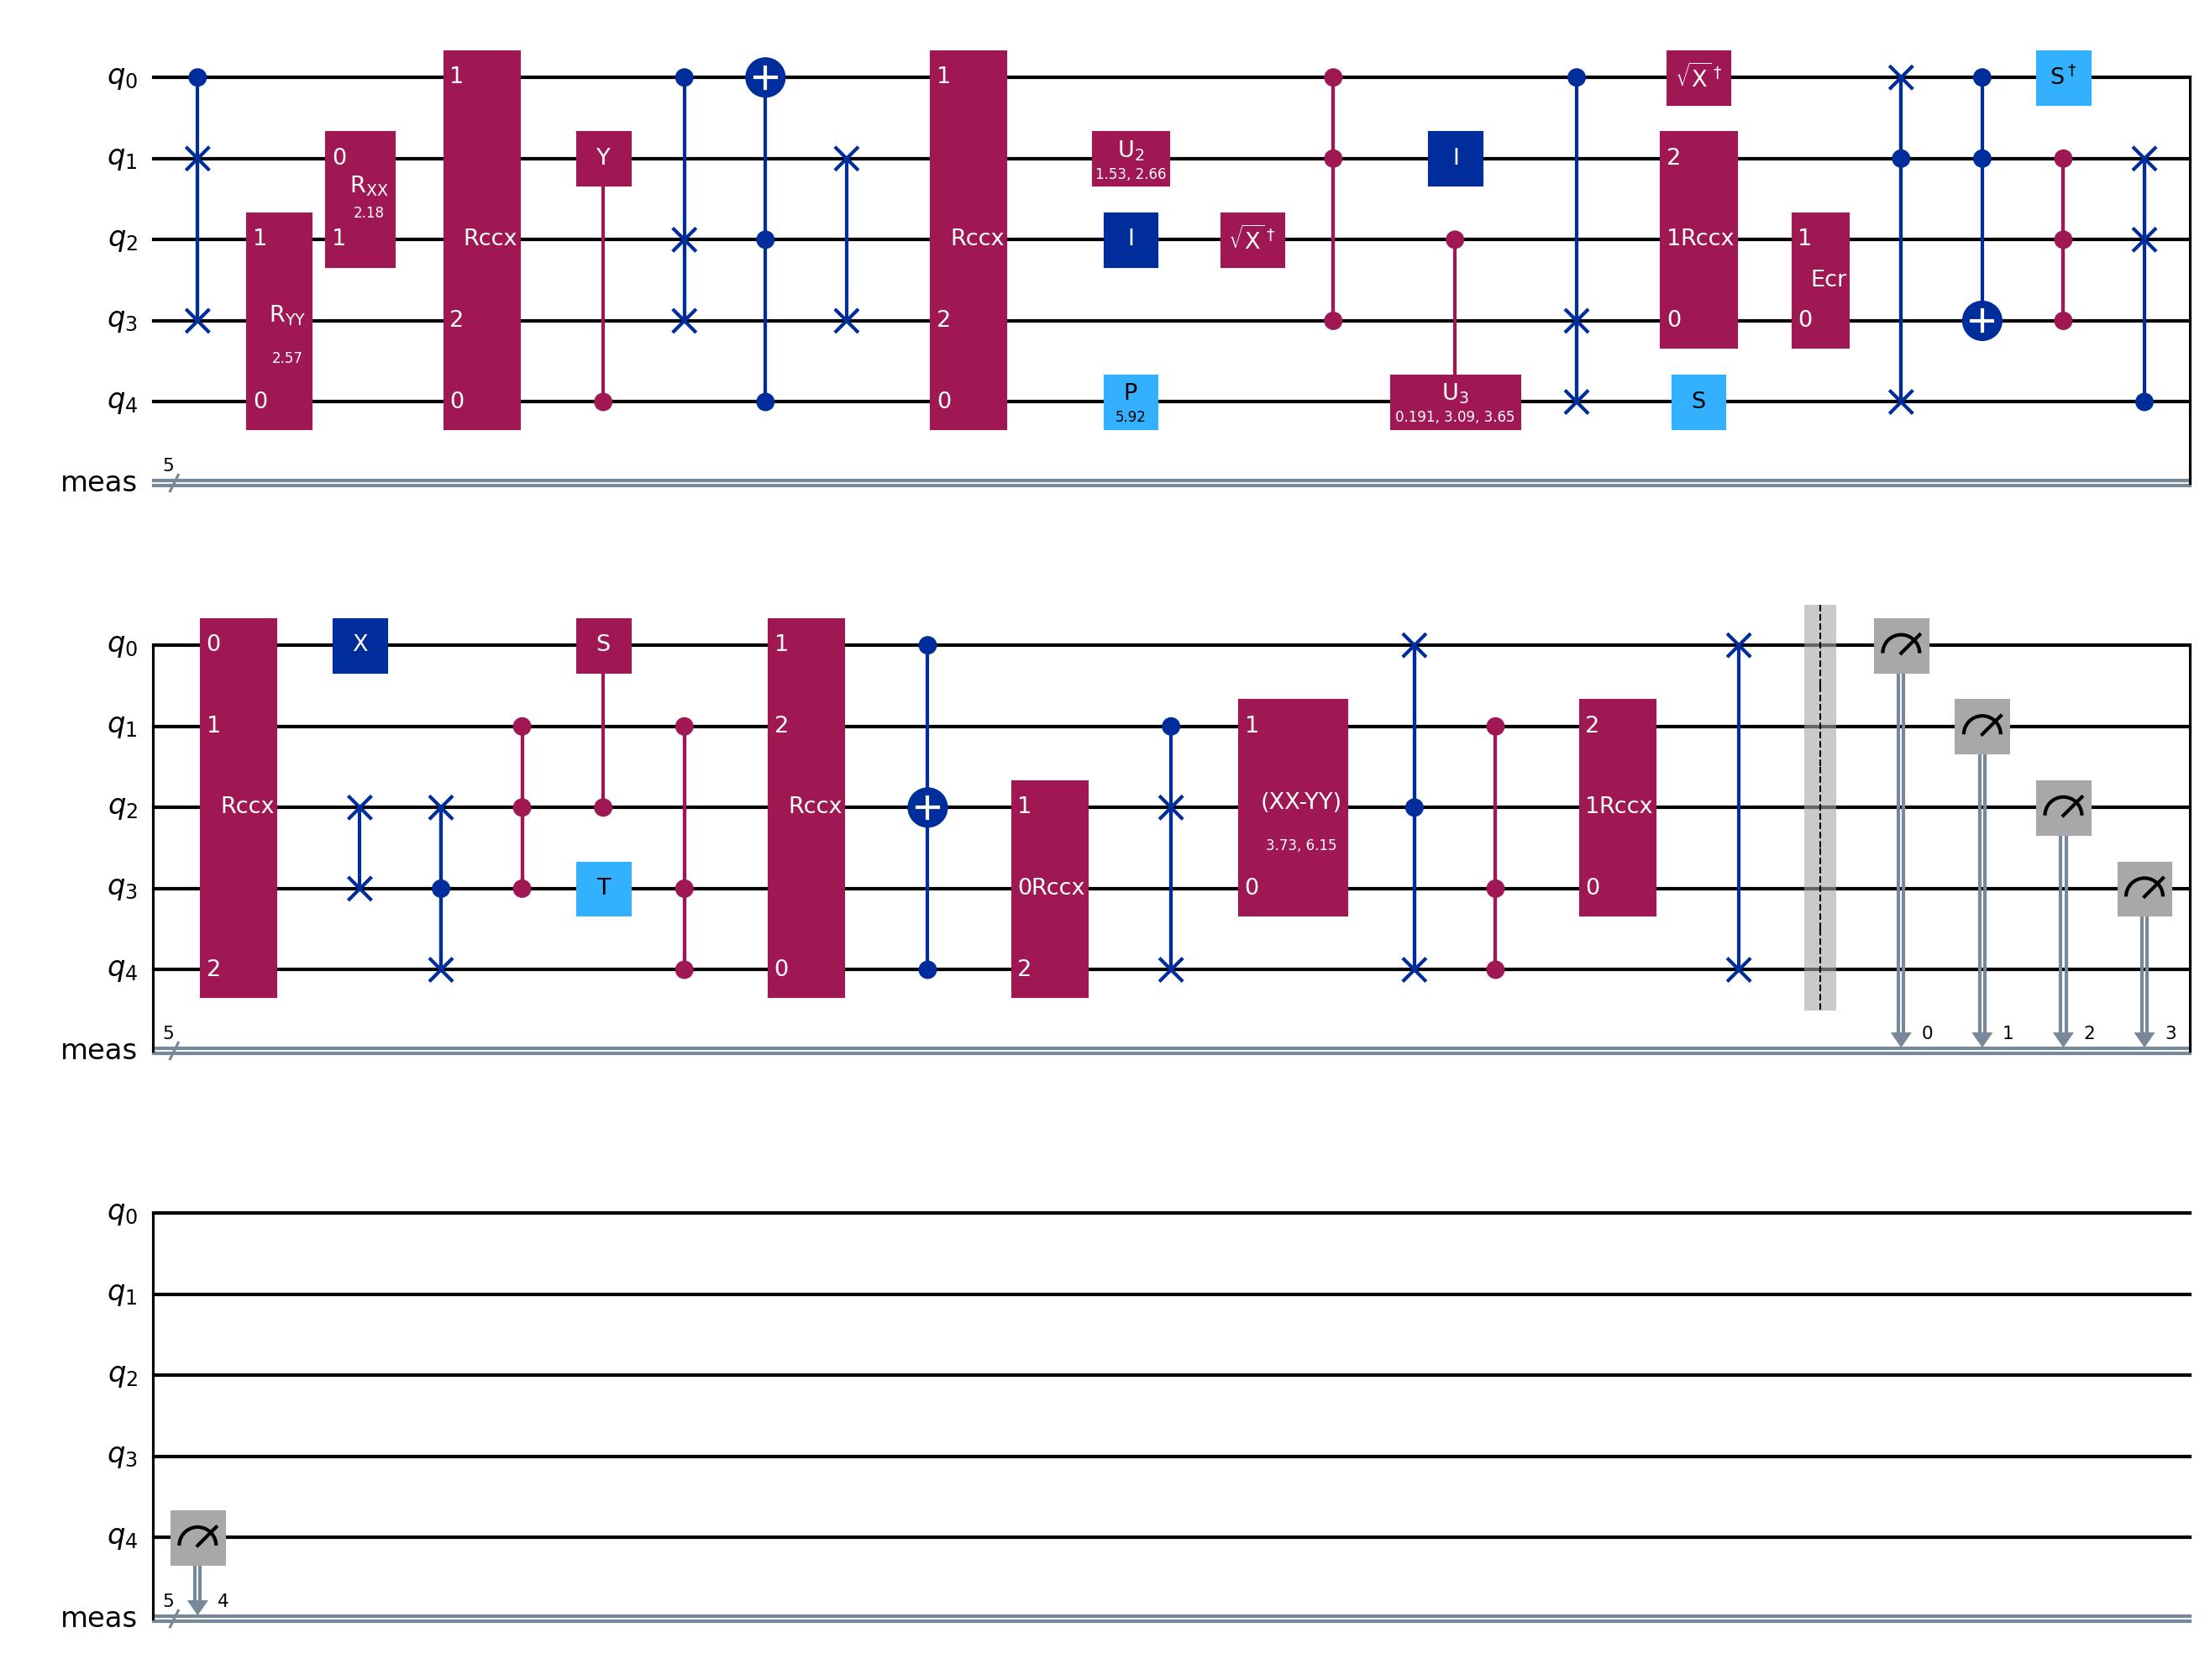 q0 1 1 √X† S†
q1 0 Y U2 I 2
RXX 1.53, 2.66
2.18
q2 1 1 Rccx Rccx I √X† 1Rccx 1
Ecr
q3 RYY 2 2 0 0
2.57
q4 0 0 0 P U3 S
5.92 0.191, 3.09, 3.65
meas 5
q0 0 X S 1
q1 1 2 1 2
q2 Rccx Rccx 1 (XX-YY) 1Rccx
3.73, 6.15
q3 T 0Rccx 0 0
q4 2 0 2
meas 5 0 1 2 3
q0
q1
q2
q3
q4
meas 5 4